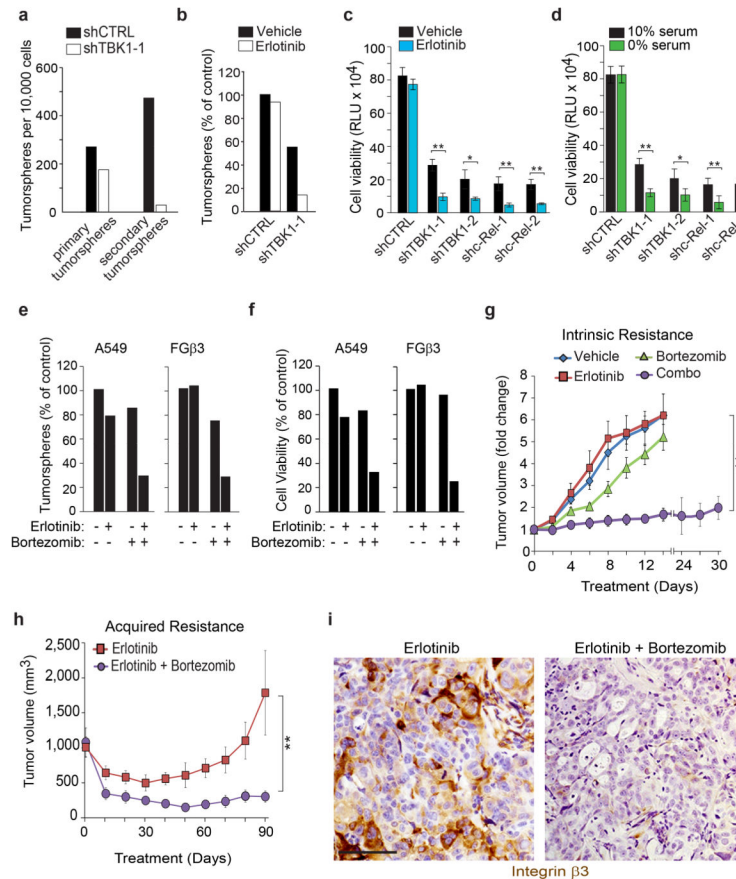 a
shCTRL
shTBK1-1
Tumorspheres per 10,000 cells
600
400
200
0
primary tumorspheres
secondary tumorspheres
b
Vehicle
Erlotinib
Tumorspheres (% of control)
120
100
80
60
40
20
0
shCTRL
shTBK1-1
c
Vehicle
Erlotinib
Cell viability (RLU x 10⁴)
100
80
60
40
20
0
** * ** **
shCTRL
shTBK1-1
shTBK1-2
shc-Rel-1
shc-Rel-2
d
10% serum
0% serum
Cell viability (RLU x 10⁴)
100
80
60
40
20
0
** * **
shCTRL
shTBK1-1
shTBK1-2
shc-Rel-1
shc-Rel
e
A549 FGβ3
Tumorspheres (% of control)
120
100
80
60
40
20
0
Erlotinib: - + - + - + - +
Bortezomib: - - + + - - + +
f
A549 FGβ3
Cell Viability (% of control)
120
100
80
60
40
20
0
Erlotinib: - + - + - + - +
Bortezomib: - - + + - - + +
g
Intrinsic Resistance
Vehicle Bortezomib
Erlotinib Combo
Tumor volume (fold change)
8
7
6
5
4
3
2
1
0
0 4 8 12 24 30
Treatment (Days)
h
Acquired Resistance
Erlotinib
Erlotinib + Bortezomib
Tumor volume (mm³)
2,500
2,000
1,500
1,000
500
0
**
0 30 50 70 90
Treatment (Days)
i
Erlotinib Erlotinib + Bortezomib
Integrin β3